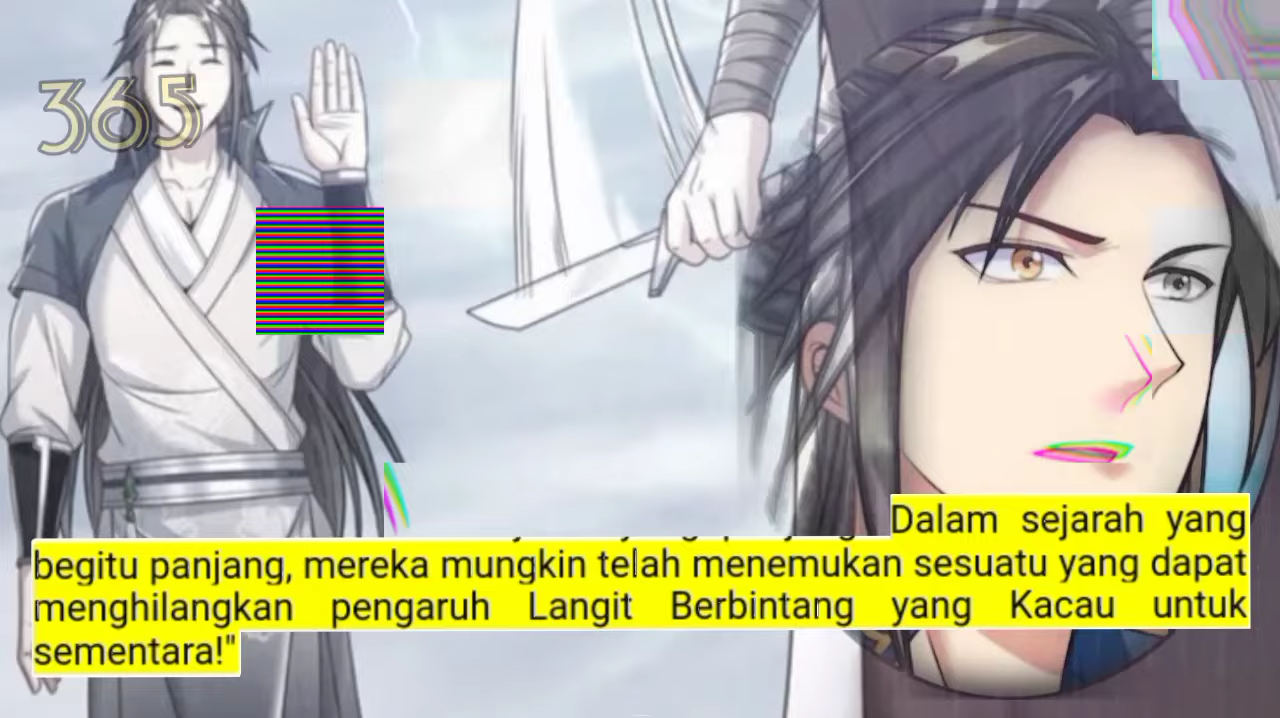 365
Dalam sejarah yang
begitu panjang, mereka mungkin telah menemukan sesuatu yang dapat
menghilangkan pengaruh Langit Berbintang yang Kacau untuk
sementara!"